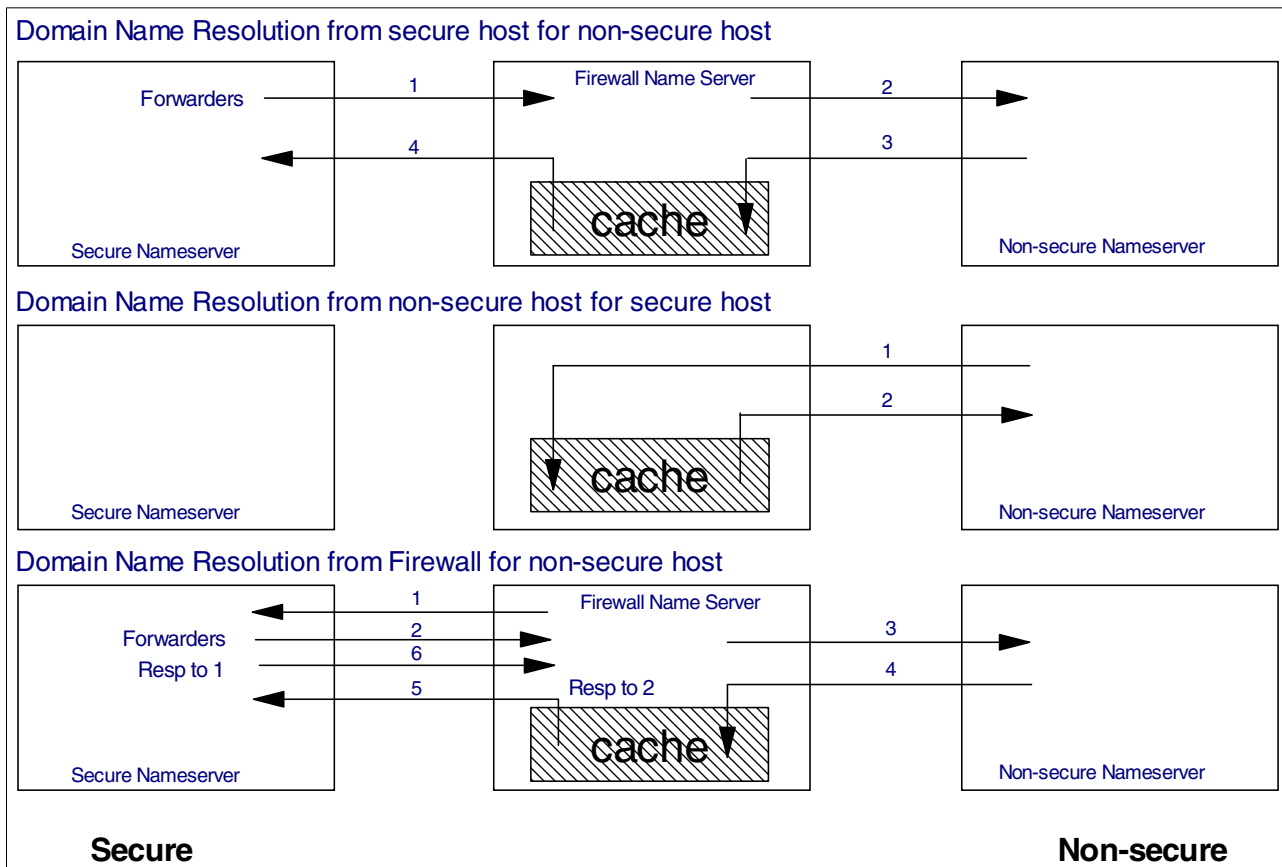 Domain Name Resolution from secure host for non-secure host
Firewall Name Server
1
2
Forwarders
4
3
cache
Secure Nameserver
Non-secure Nameserver
Domain Name Resolution from non-secure host for secure host
1
2
cache
Secure Nameserver
Non-secure Nameserver
Domain Name Resolution from Firewall for non-secure host
1
Firewall Name Server
Forwarders
2
3
Resp to 1
6
4
5
Resp to 2
cache
Secure Nameserver
Non-secure Nameserver
Secure
Non-secure